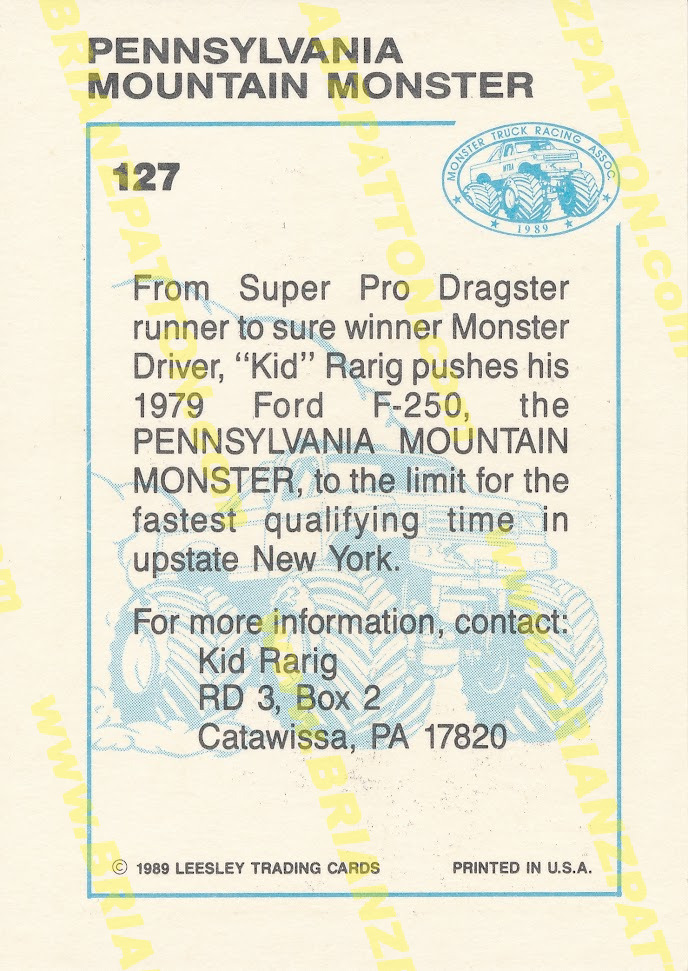 PENNSYLVANIA
MOUNTAIN MONSTER
127
MONSTER TRUCK RACING ASSOC.
MTRA
1989
From Super Pro Dragster
runner to sure winner Monster
Driver, “Kid” Rarig pushes his
1979 Ford F-250, the
PENNSYLVANIA MOUNTAIN
MONSTER, to the limit for the
fastest qualifying time in
upstate New York.
For more information, contact:
Kid Rarig
RD 3, Box 2
Catawissa, PA 17820
© 1989 LEESLEY TRADING CARDS
PRINTED IN U.S.A.
www.BRIANZPATTON.com